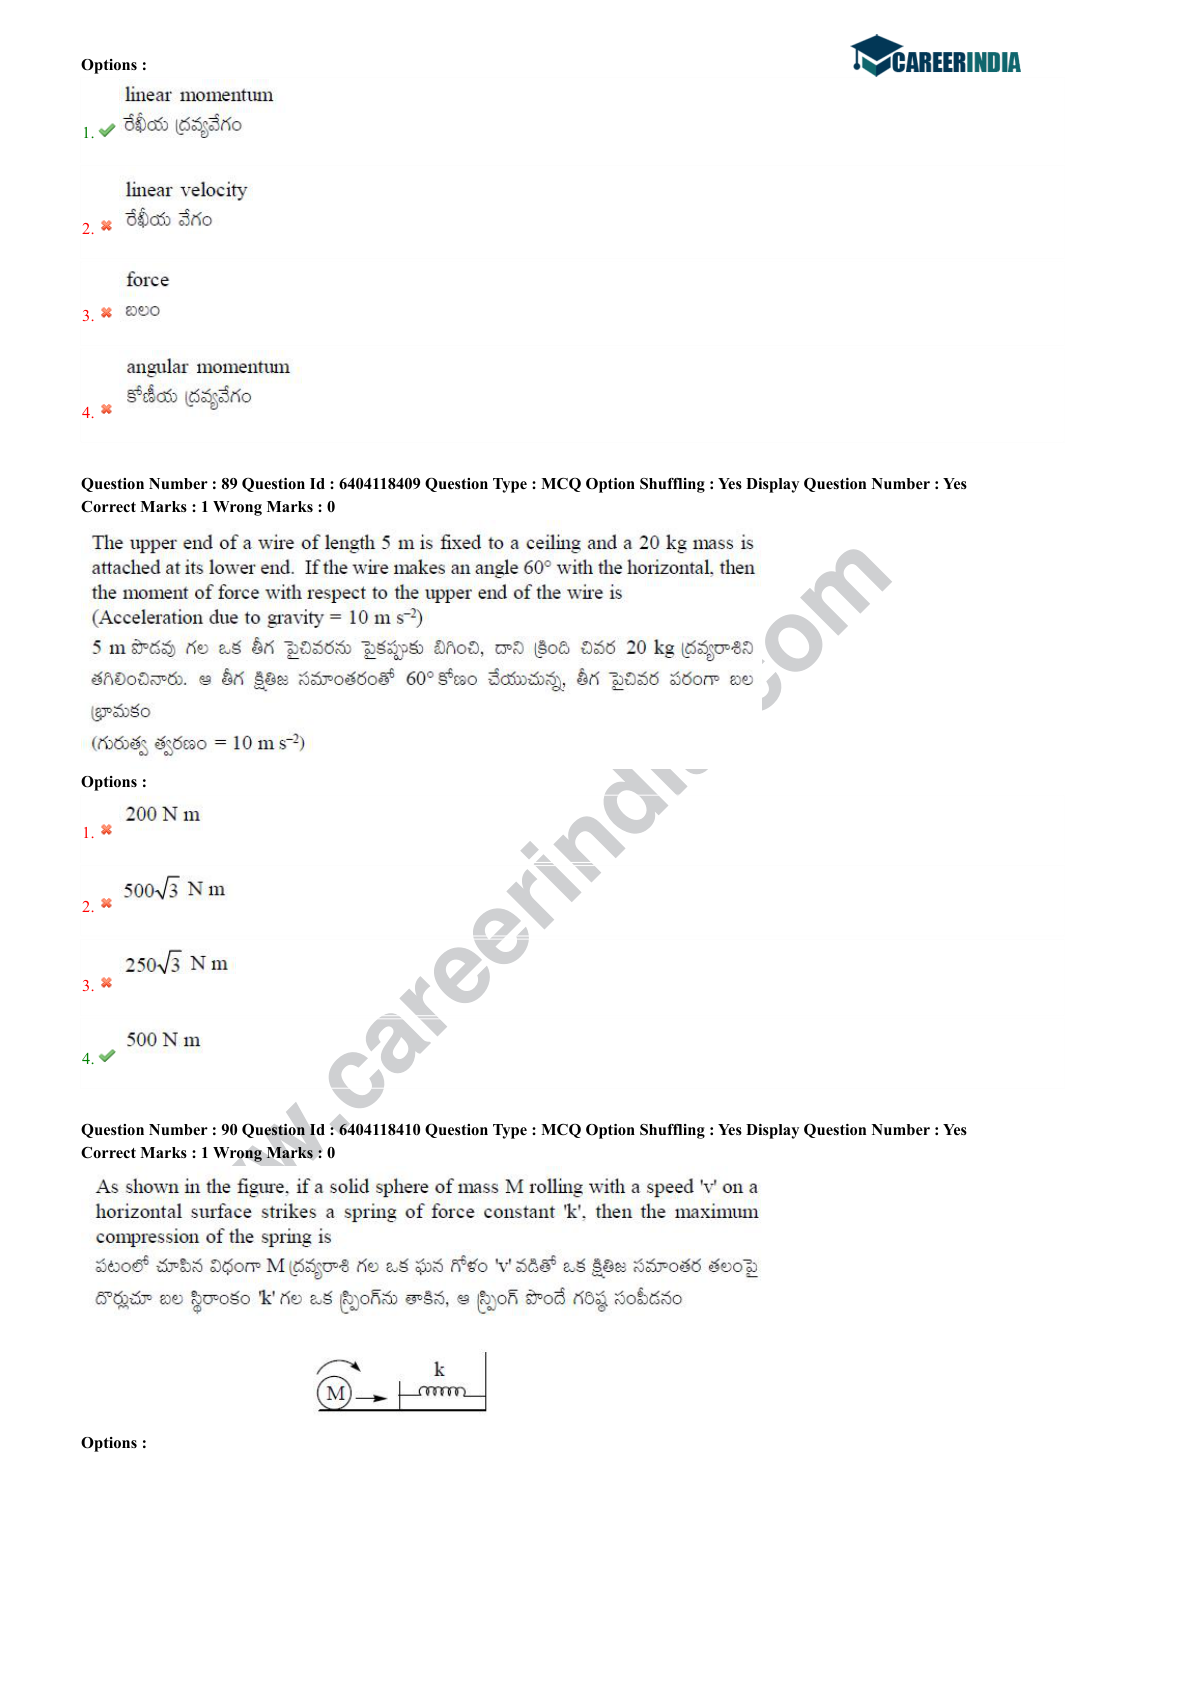 CAREERINDIA
Options :
linear momentum
1. రేఖీయ ద్రవ్యవేగం
linear velocity
2. రేఖీయ వేగం
force
3. బలం
angular momentum
4. కోణీయ ద్రవ్యవేగం
Question Number : 89 Question Id : 6404118409 Question Type : MCQ Option Shuffling : Yes Display Question Number : Yes
Correct Marks : 1 Wrong Marks : 0
The upper end of a wire of length 5 m is fixed to a ceiling and a 20 kg mass is
attached at its lower end. If the wire makes an angle 60° with the horizontal, then
the moment of force with respect to the upper end of the wire is
(Acceleration due to gravity = 10 m s⁻²)
5 m పొడవు గల ఒక తీగ పైచివరను పైకప్పుకు బిగించి, దాని క్రింది చివర 20 kg ద్రవ్యరాశిని
తగిలించినారు. ఆ తీగ క్షితిజ సమాంతరంతో 60° కోణం చేయుచున్న, తీగ పైచివర పరంగా బల
భ్రామకం
(గురుత్వ త్వరణం = 10 m s⁻²)
Options :
1. 200 N m
2. 500√3 N m
3. 250√3 N m
4. 500 N m
Question Number : 90 Question Id : 6404118410 Question Type : MCQ Option Shuffling : Yes Display Question Number : Yes
Correct Marks : 1 Wrong Marks : 0
As shown in the figure, if a solid sphere of mass M rolling with a speed 'v' on a
horizontal surface strikes a spring of force constant 'k', then the maximum
compression of the spring is
పటంలో చూపిన విధంగా M ద్రవ్యరాశి గల ఒక ఘన గోళం 'v' వడితో ఒక క్షితిజ సమాంతర తలంపై
దొర్లుచూ బల స్థిరాంకం 'k' గల ఒక స్ప్రింగ్‌ను తాకిన, ఆ స్ప్రింగ్ పొందే గరిష్ఠ సంపీడనం
k
M
Options :